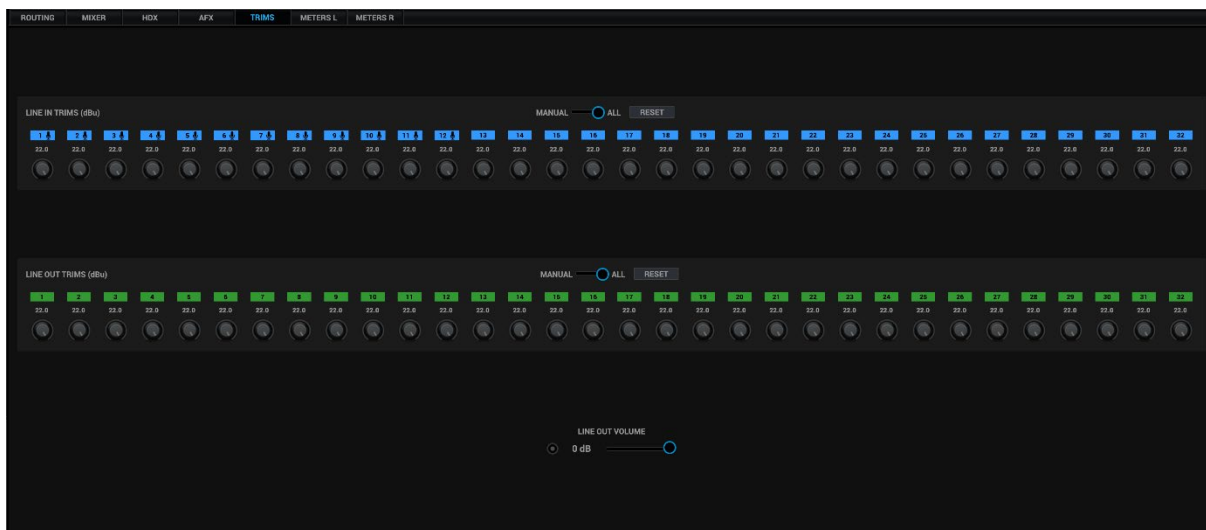 ROUTING MIXER HDX AFX TRIMS METERS L METERS R
LINE IN TRIMS (dBu) MANUAL ALL RESET
1 2 3 4 5 6 7 8 9 10 11 12 13 14 15 16 17 18 19 20 21 22 23 24 25 26 27 28 29 30 31 32
22.0 22.0 22.0 22.0 22.0 22.0 22.0 22.0 22.0 22.0 22.0 22.0 22.0 22.0 22.0 22.0 22.0 22.0 22.0 22.0 22.0 22.0 22.0 22.0 22.0 22.0 22.0 22.0 22.0 22.0 22.0 22.0
LINE OUT TRIMS (dBu) MANUAL ALL RESET
1 2 3 4 5 6 7 8 9 10 11 12 13 14 15 16 17 18 19 20 21 22 23 24 25 26 27 28 29 30 31 32
22.0 22.0 22.0 22.0 22.0 22.0 22.0 22.0 22.0 22.0 22.0 22.0 22.0 22.0 22.0 22.0 22.0 22.0 22.0 22.0 22.0 22.0 22.0 22.0 22.0 22.0 22.0 22.0 22.0 22.0 22.0 22.0
LINE OUT VOLUME
0 dB